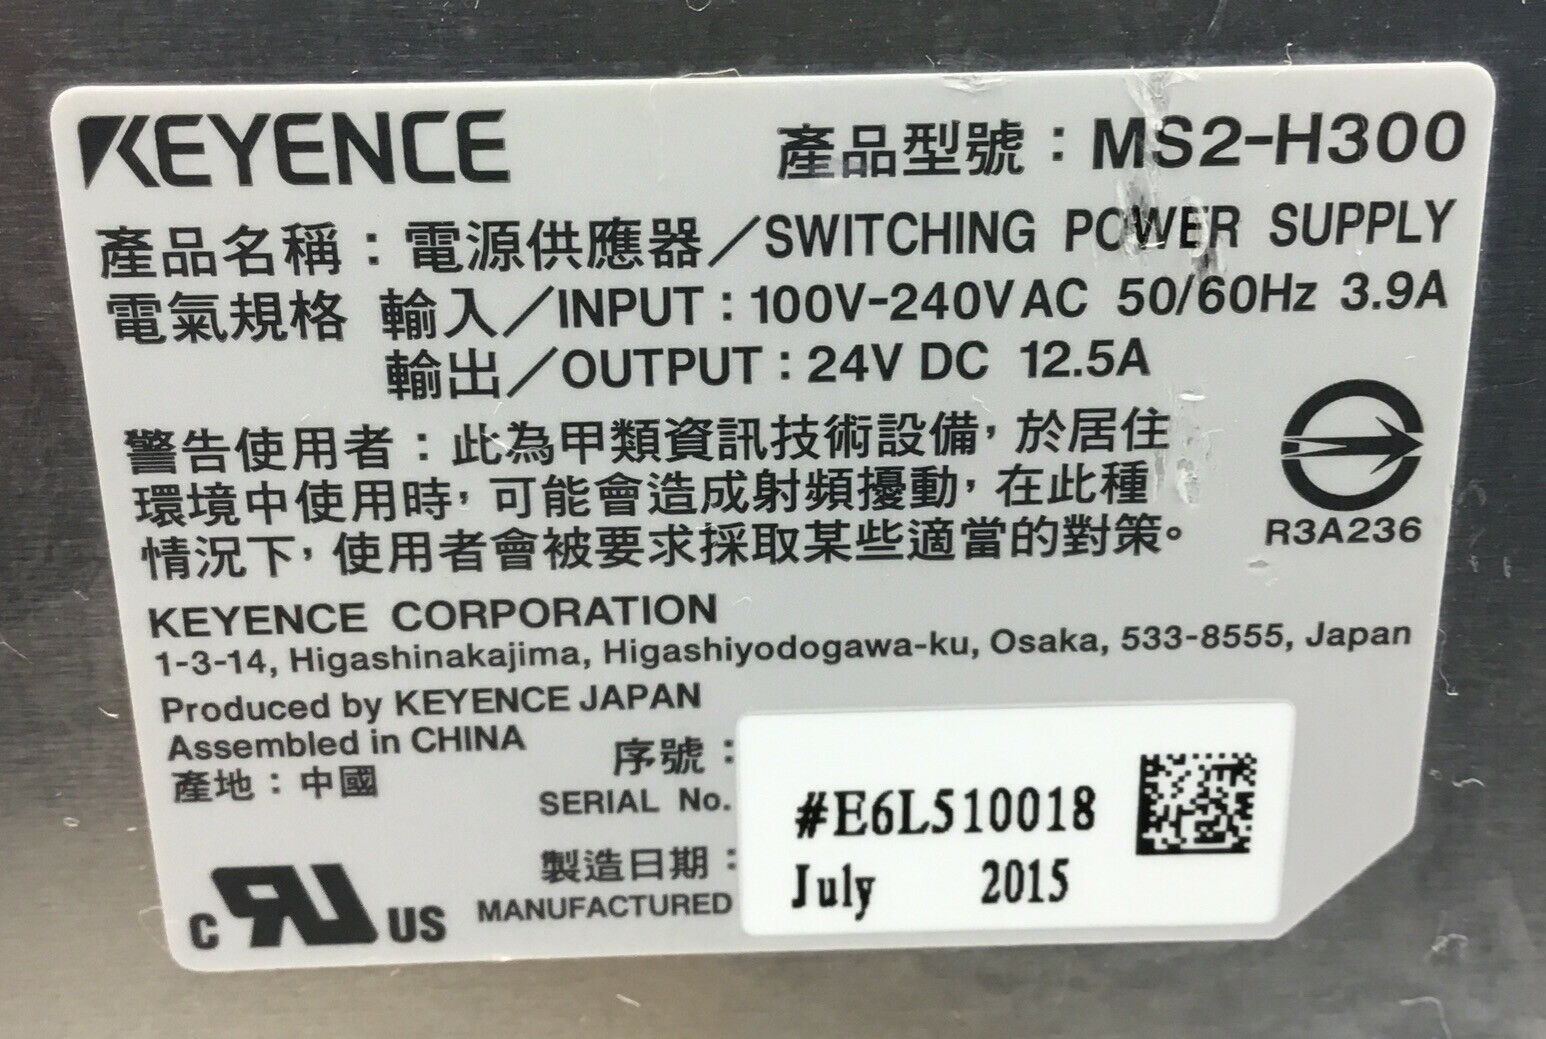 KEYENCE
產品型號：MS2-H300
產品名稱：電源供應器／SWITCHING POWER SUPPLY
電氣規格 輸入／INPUT：100V-240V AC 50/60Hz 3.9A
輸出／OUTPUT：24V DC 12.5A
警告使用者：此為甲類資訊技術設備，於居住
環境中使用時，可能會造成射頻擾動，在此種
情況下，使用者會被要求採取某些適當的對策。
R3A236
KEYENCE CORPORATION
1-3-14, Higashinakajima, Higashiyodogawa-ku, Osaka, 533-8555, Japan
Produced by KEYENCE JAPAN
Assembled in CHINA
產地：中國
序號：
SERIAL No.
#E6L510018
製造日期：
MANUFACTURED
July 2015
C RU US